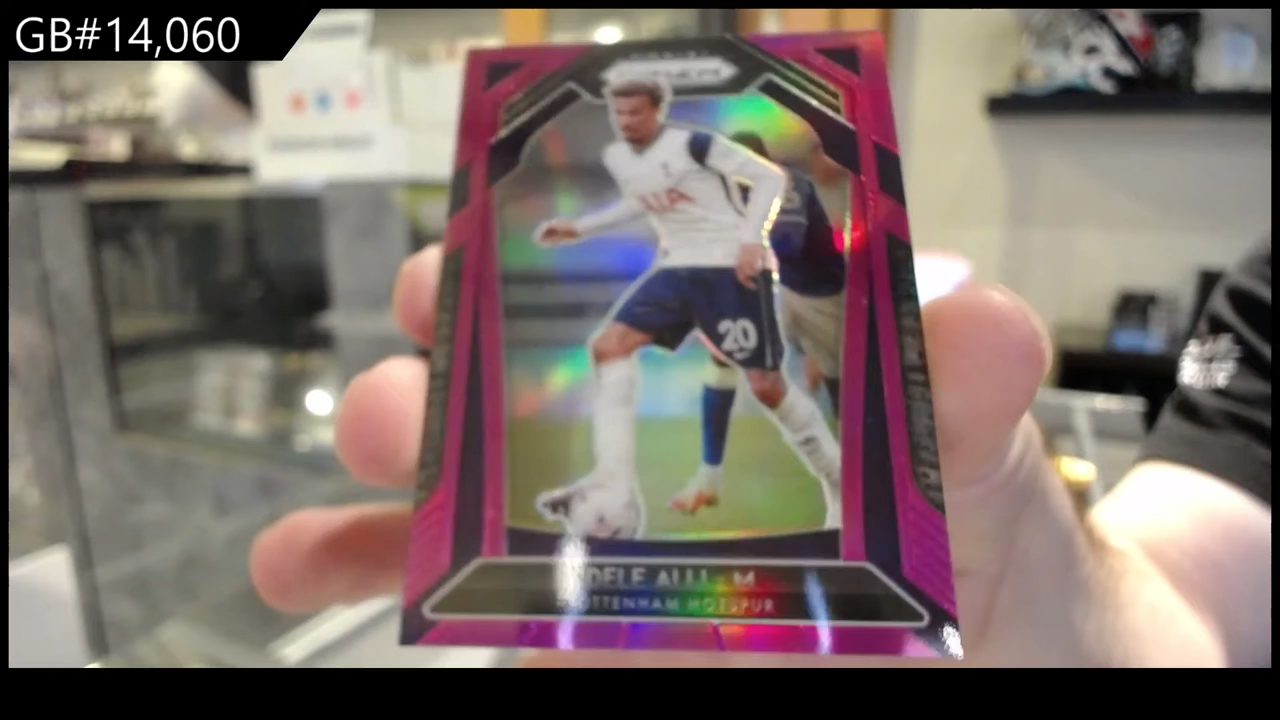 GB#14,060
PRIZM
AIA
20
DELE ALLI - M
TOTTENHAM HOTSPUR